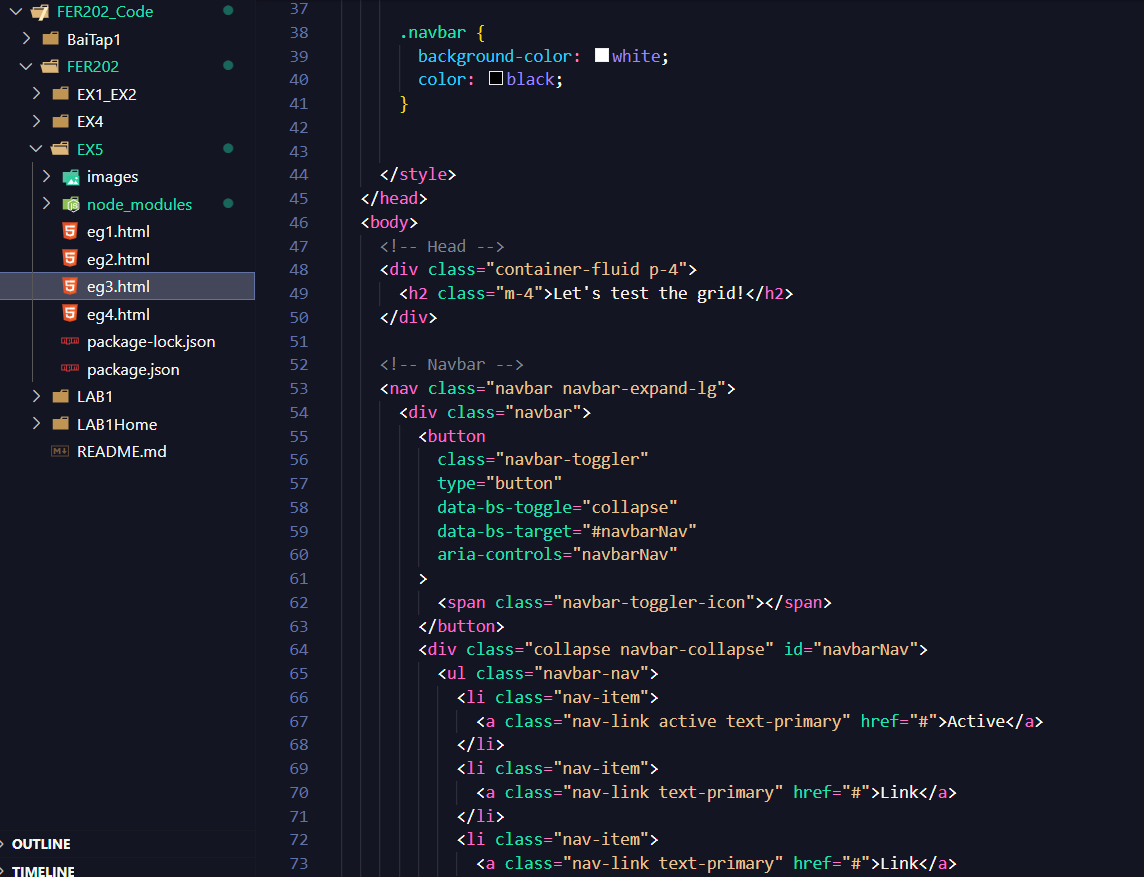 FER202_Code
BaiTap1
FER202
EX1_EX2
EX4
EX5
images
node_modules
eg1.html
eg2.html
eg3.html
eg4.html
package-lock.json
package.json
LAB1
LAB1Home
README.md
OUTLINE
TIMELINE
37
38 .navbar {
39 background-color: white;
40 color: black;
41 }
42
43
44 </style>
45 </head>
46 <body>
47 <!-- Head -->
48 <div class="container-fluid p-4">
49 <h2 class="m-4">Let's test the grid!</h2>
50 </div>
51
52 <!-- Navbar -->
53 <nav class="navbar navbar-expand-lg">
54 <div class="navbar">
55 <button
56 class="navbar-toggler"
57 type="button"
58 data-bs-toggle="collapse"
59 data-bs-target="#navbarNav"
60 aria-controls="navbarNav"
61 >
62 <span class="navbar-toggler-icon"></span>
63 </button>
64 <div class="collapse navbar-collapse" id="navbarNav">
65 <ul class="navbar-nav">
66 <li class="nav-item">
67 <a class="nav-link active text-primary" href="#">Active</a>
68 </li>
69 <li class="nav-item">
70 <a class="nav-link text-primary" href="#">Link</a>
71 </li>
72 <li class="nav-item">
73 <a class="nav-link text-primary" href="#">Link</a>